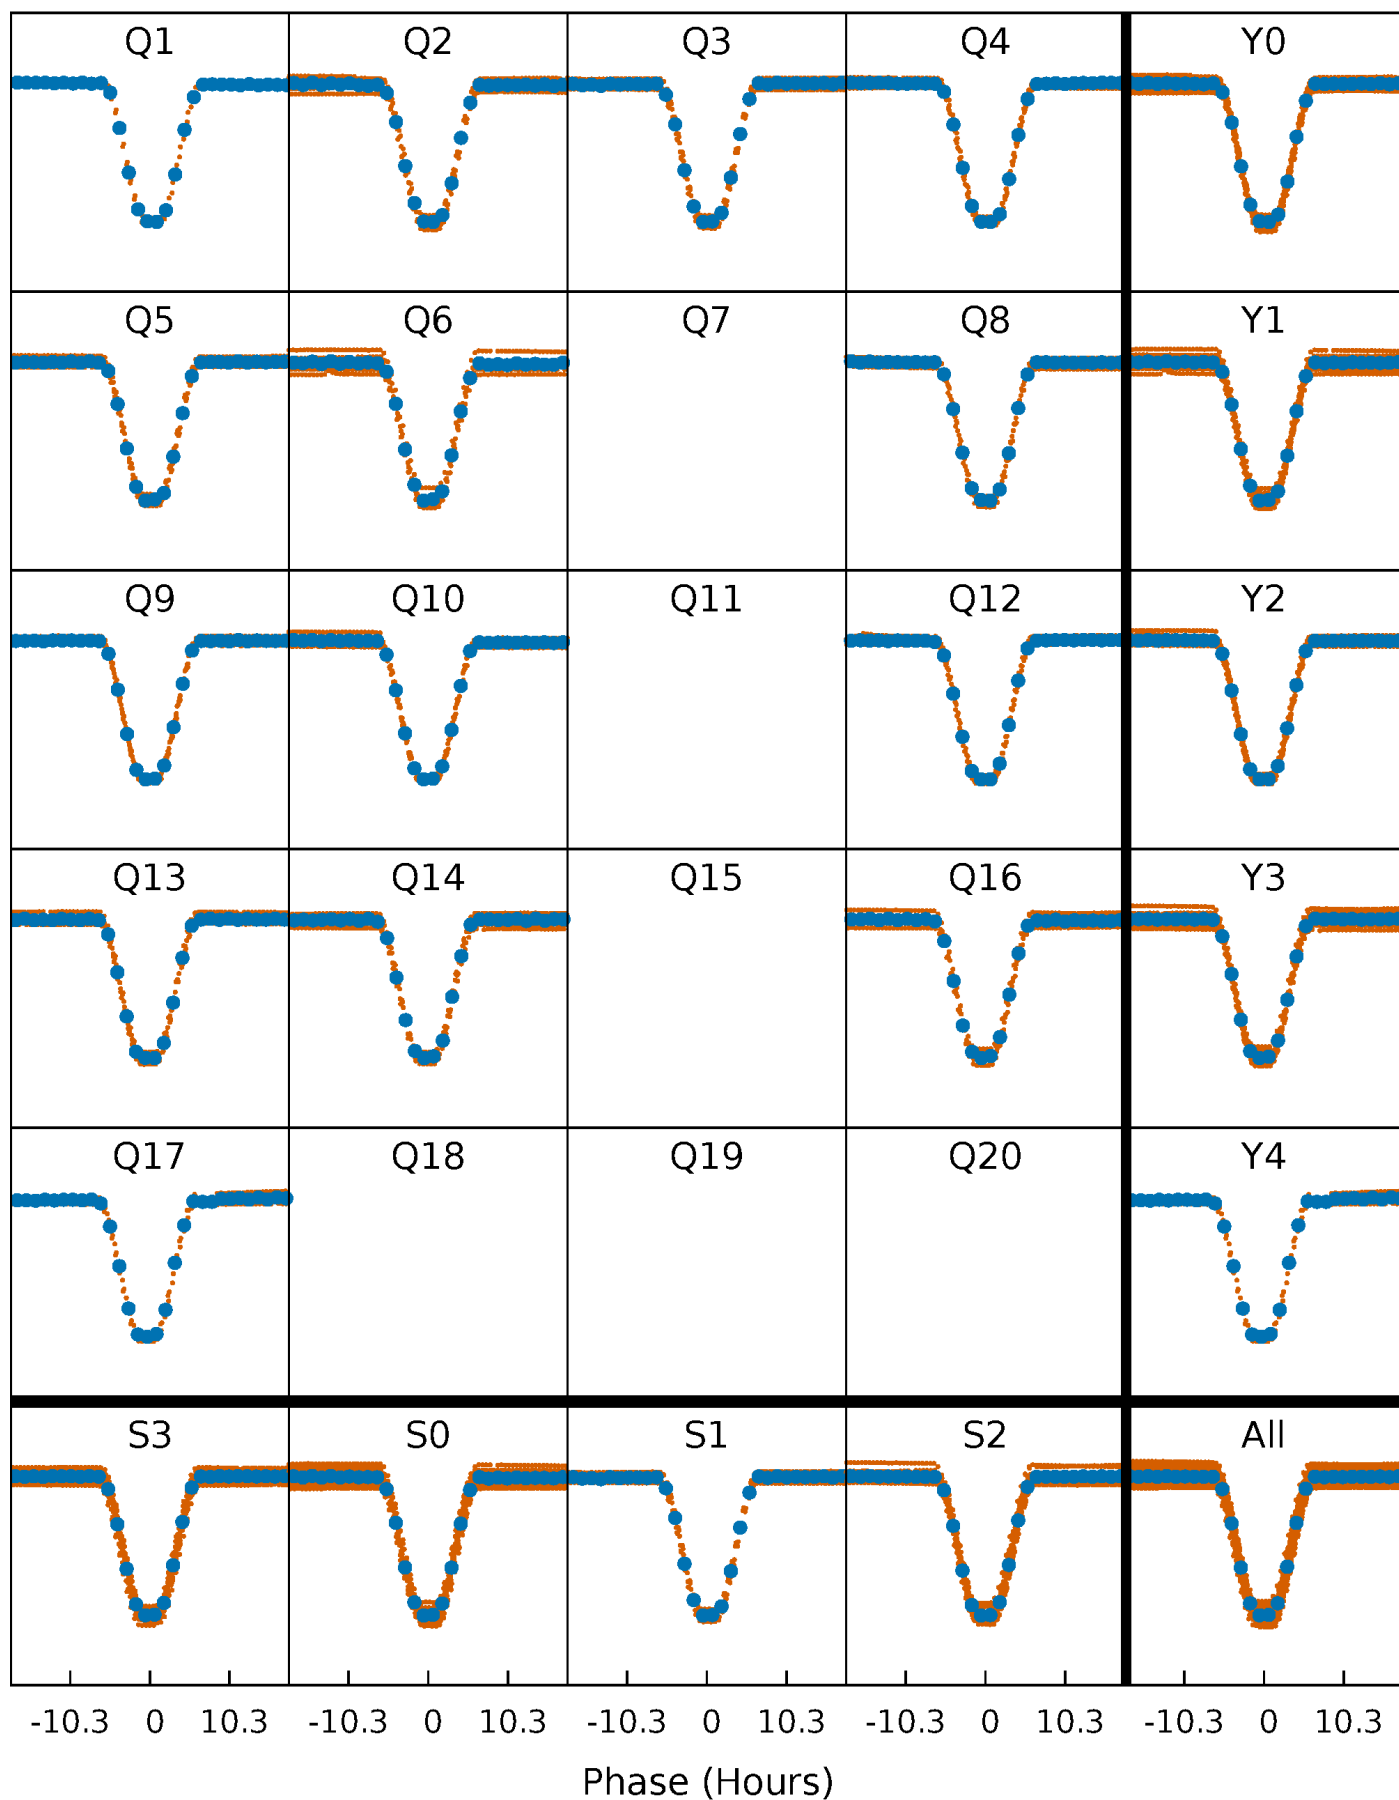 Q1 Q2 Q3 Q4 Y0
Q5 Q6 Q7 Q8 Y1
Q9 Q10 Q11 Q12 Y2
Q13 Q14 Q15 Q16 Y3
Q17 Q18 Q19 Q20 Y4
S3 S0 S1 S2 All
-10.3 0 10.3 -10.3 0 10.3 -10.3 0 10.3 -10.3 0 10.3 -10.3 0 10.3
Phase (Hours)